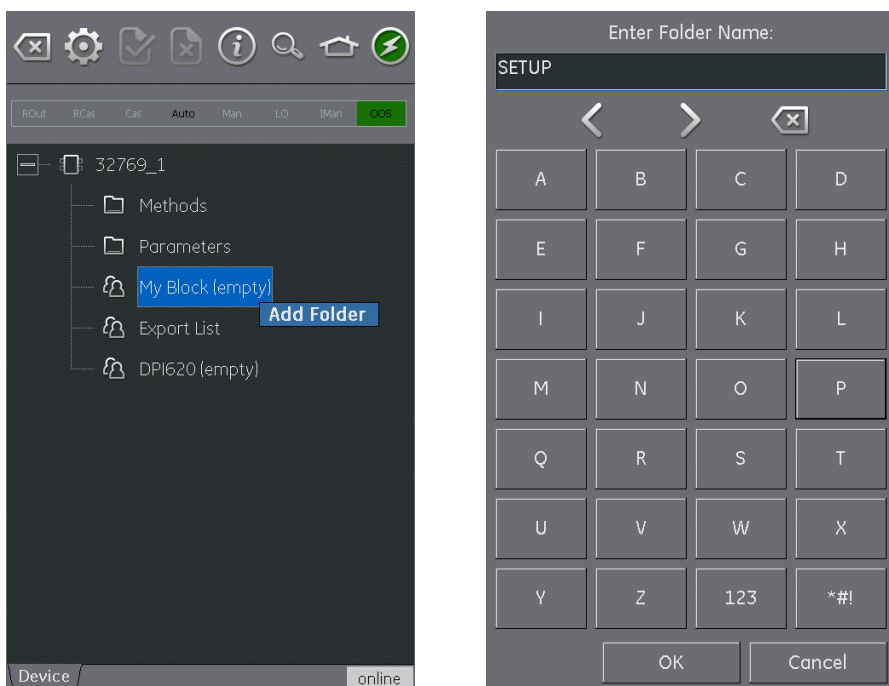 ROut RCas Cas Auto Man LO IMan OOS
32769_1
Methods
Parameters
My Block (empty)
Add Folder
Export List
DPI620 (empty)
Device
online
Enter Folder Name:
SETUP
A B C D
E F G H
I J K L
M N O P
Q R S T
U V W X
Y Z 123 *#!
OK Cancel